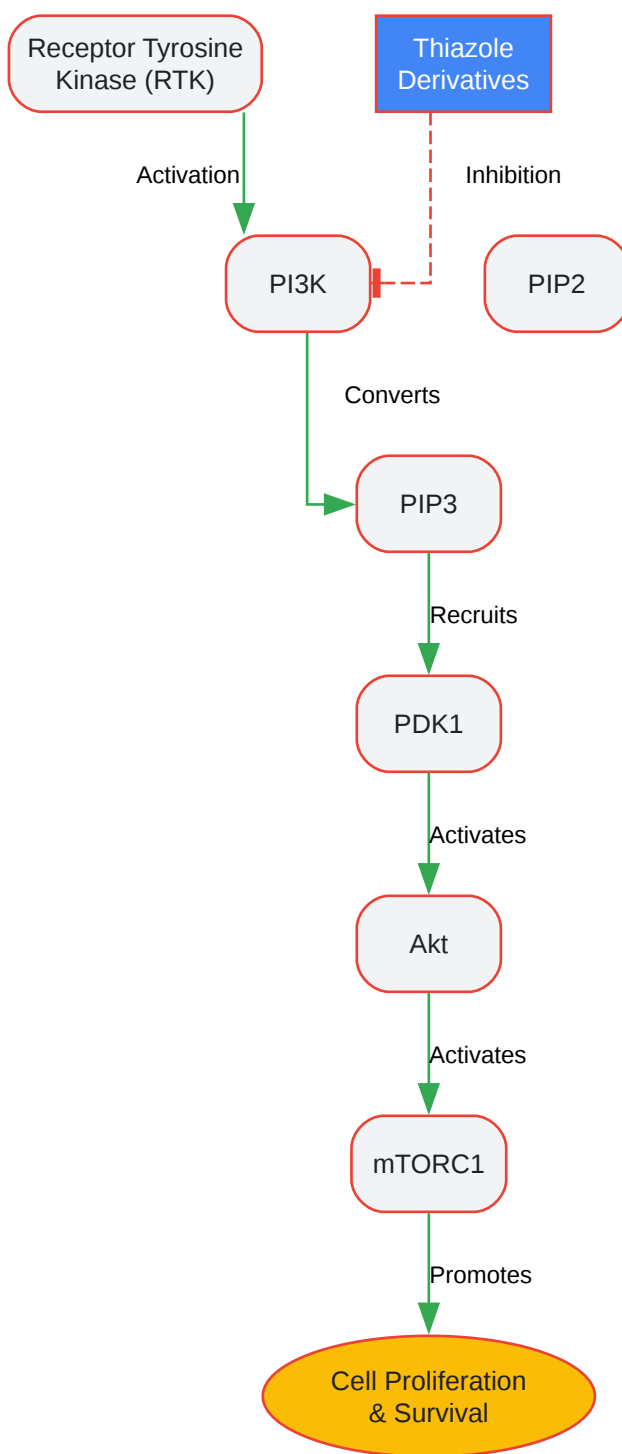 Receptor Tyrosine
Kinase (RTK)
Thiazole
Derivatives
Activation
Inhibition
PI3K
PIP2
Converts
PIP3
Recruits
PDK1
Activates
Akt
Activates
mTORC1
Promotes
Cell Proliferation
& Survival